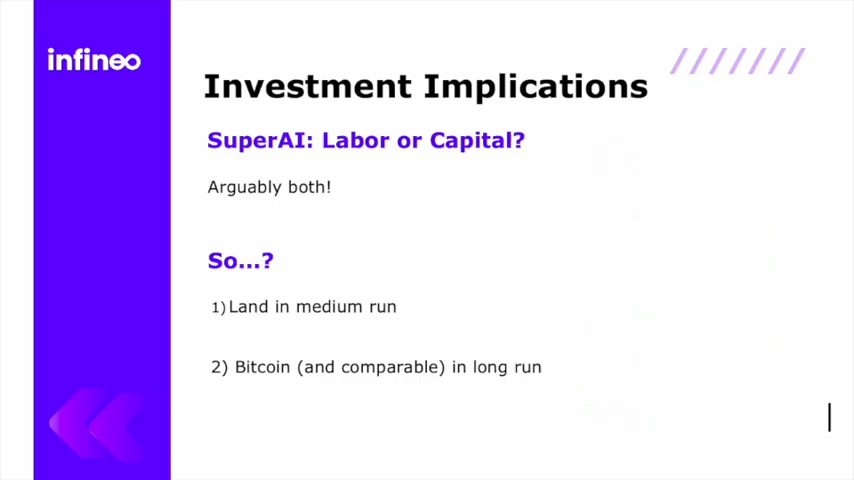 infineo
Investment Implications
SuperAI: Labor or Capital?
Arguably both!
So...?
1) Land in medium run
2) Bitcoin (and comparable) in long run